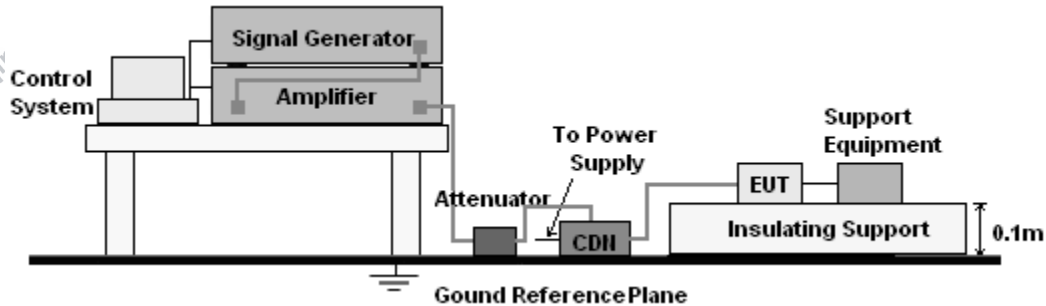 Signal Generator
Control
System
Amplifier
To Power
Supply
Support
Equipment
Attenuator
EUT
CDN
Insulating Support
0.1m
Gound Reference Plane